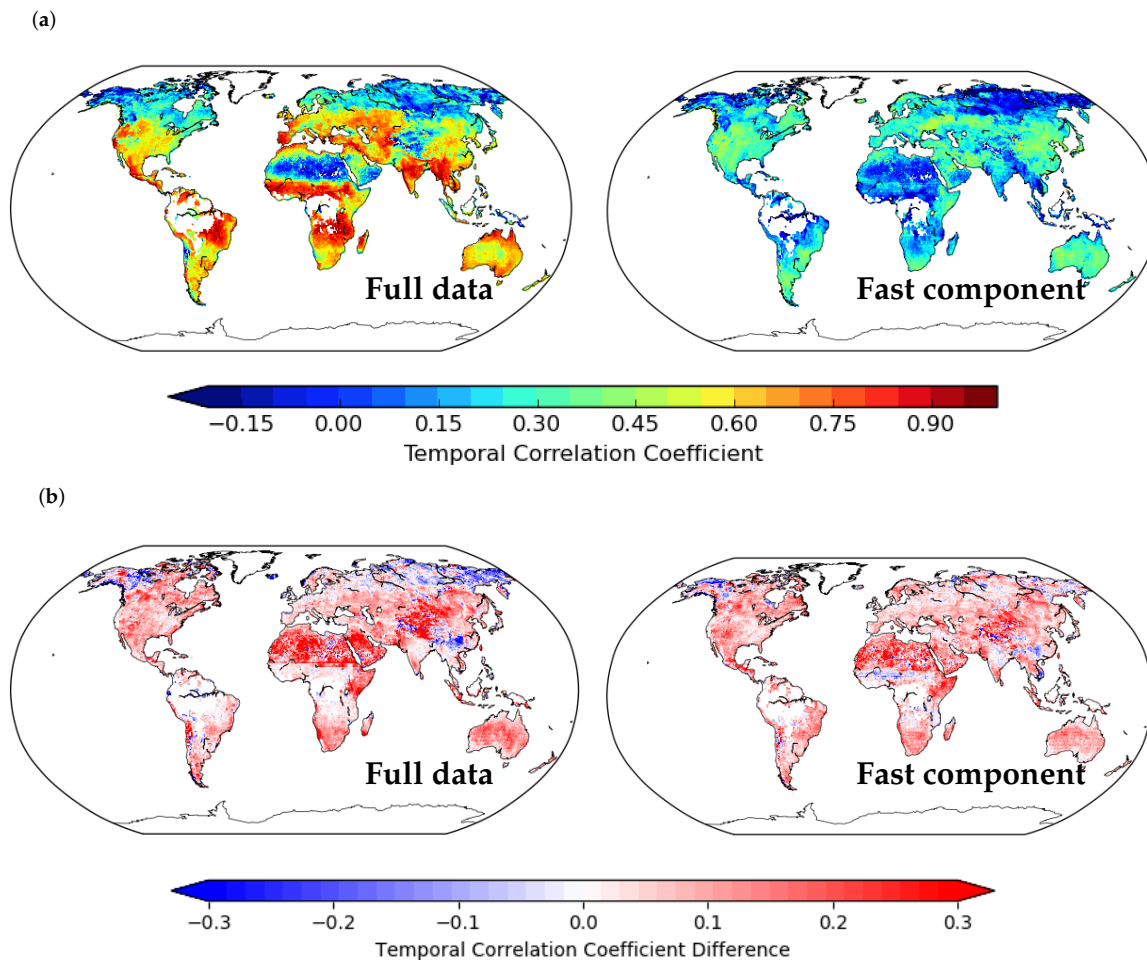 (a)
Full data
Fast component
−0.15 0.00 0.15 0.30 0.45 0.60 0.75 0.90
Temporal Correlation Coefficient
(b)
Full data
Fast component
−0.3 −0.2 −0.1 0.0 0.1 0.2 0.3
Temporal Correlation Coefficient Difference